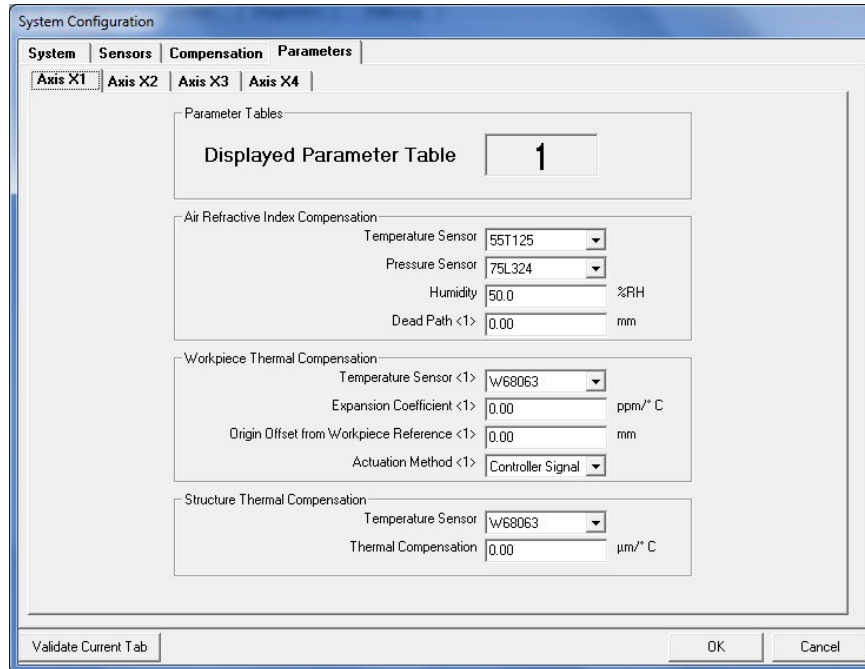 System Configuration
System Sensors Compensation Parameters
Axis X1 Axis X2 Axis X3 Axis X4
Parameter Tables
Displayed Parameter Table 1
Air Refractive Index Compensation
Temperature Sensor 55T125
Pressure Sensor 75L324
Humidity 50.0 %RH
Dead Path <1> 0.00 mm
Workpiece Thermal Compensation
Temperature Sensor <1> W68063
Expansion Coefficient <1> 0.00 ppm/° C
Origin Offset from Workpiece Reference <1> 0.00 mm
Actuation Method <1> Controller Signal
Structure Thermal Compensation
Temperature Sensor W68063
Thermal Compensation 0.00 µm/° C
Validate Current Tab OK Cancel